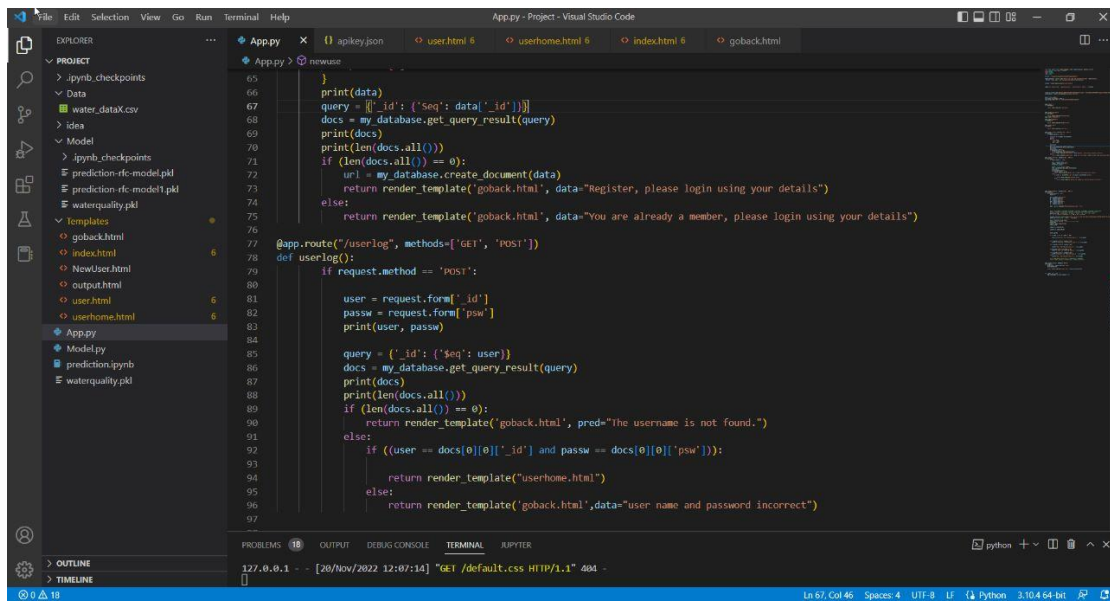 File Edit Selection View Go Run Terminal Help
App.py - Project - Visual Studio Code
EXPLORER
PROJECT
.ipynb_checkpoints
Data
water_dataX.csv
idea
Model
.ipynb_checkpoints
prediction-rfc-model.pkl
prediction-rfc-model1.pkl
waterquality.pkl
Templates
goback.html
index.html 6
NewUser.html
output.html
user.html 6
userhome.html 6
App.py
Model.py
prediction.ipynb
waterquality.pkl
OUTLINE
TIMELINE
App.py apikey.json user.html 6 userhome.html 6 index.html 6 goback.html
App.py > newuse
65 }
66 print(data)
67 query = {'_id': {'$eq': data['_id']}}
68 docs = my_database.get_query_result(query)
69 print(docs)
70 print(len(docs.all()))
71 if (len(docs.all()) == 0):
72 url = my_database.create_document(data)
73 return render_template('goback.html', data="Register, please login using your details")
74 else:
75 return render_template('goback.html', data="You are already a member, please login using your details")
76
77 @app.route("/userlog", methods=['GET', 'POST'])
78 def userlog():
79 if request.method == 'POST':
80
81 user = request.form['_id']
82 passw = request.form['psw']
83 print(user, passw)
84
85 query = {'_id': {'$eq': user}}
86 docs = my_database.get_query_result(query)
87 print(docs)
88 print(len(docs.all()))
89 if (len(docs.all()) == 0):
90 return render_template('goback.html', pred="The username is not found.")
91 else:
92 if ((user == docs[0][0]['_id'] and passw == docs[0][0]['psw'])):
93
94 return render_template("userhome.html")
95 else:
96 return render_template('goback.html',data="user name and password incorrect")
97
PROBLEMS 18 OUTPUT DEBUG CONSOLE TERMINAL JUPYTER
python
127.0.0.1 - - [20/Nov/2022 12:07:14] "GET /default.css HTTP/1.1" 404 -
0 18
Ln 67, Col 46 Spaces: 4 UTF-8 LF Python 3.10.4 64-bit